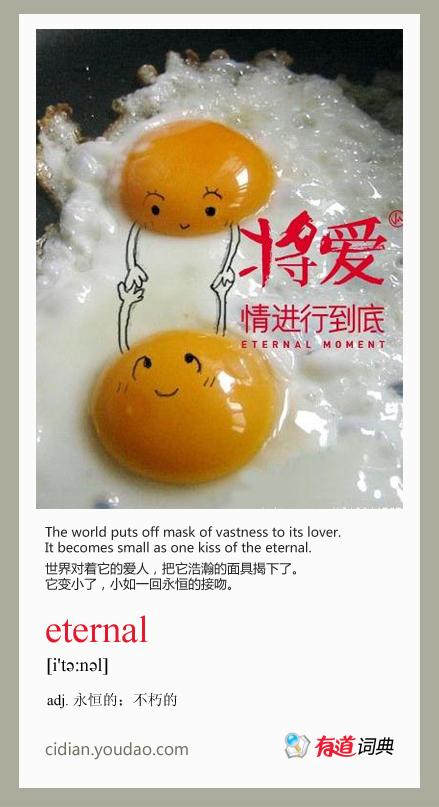 将爱
情进行到底
ETERNAL MOMENT
The world puts off mask of vastness to its lover.
It becomes small as one kiss of the eternal.
世界对着它的爱人，把它浩瀚的面具揭下了。
它变小了，小如一回永恒的接吻。
eternal
[i'tə:nəl]
adj. 永恒的；不朽的
cidian.youdao.com
有道词典